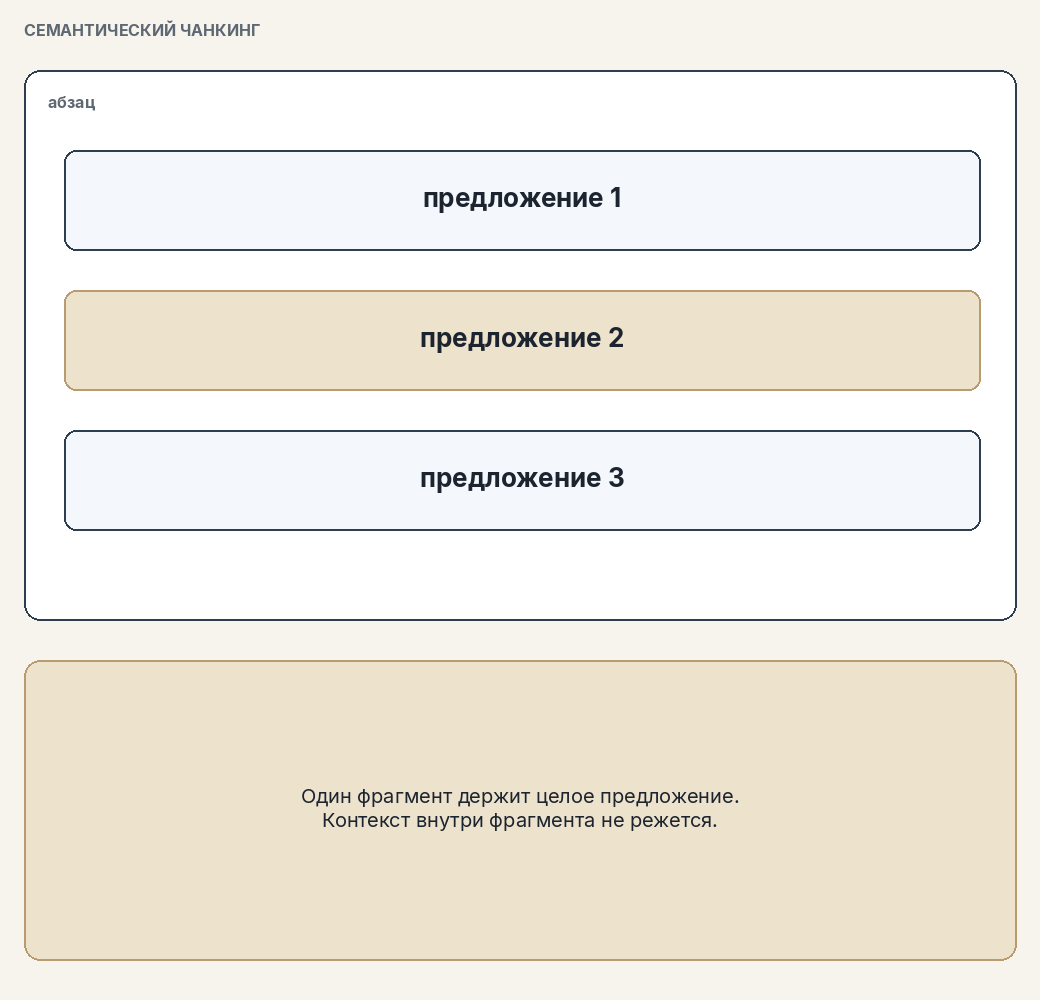 СЕМАНТИЧЕСКИЙ ЧАНКИНГ
абзац
предложение 1
предложение 2
предложение 3
Один фрагмент держит целое предложение.
Контекст внутри фрагмента не режется.